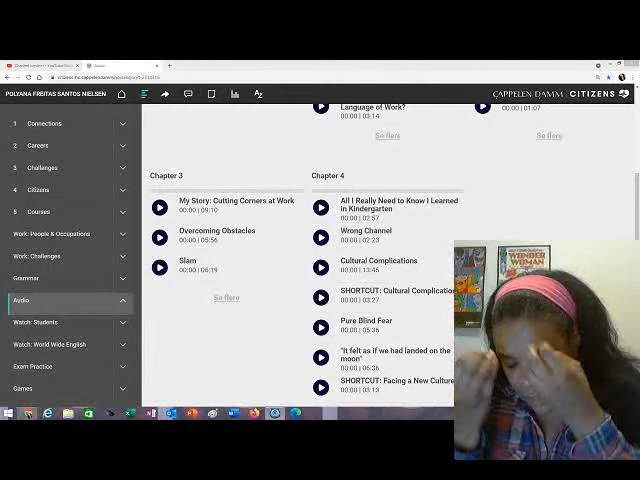 POLYANA FREITAS SANTOS NIELSEN
CAPPELEN DAMM CITIZENS
1 Connections
2 Careers
3 Challenges
4 Citizens
5 Courses
Work: People & Occupations
Work: Challenges
Grammar
Audio
Watch: Students
Watch: World Wide English
Exam Practice
Games
Language of Work?
00:00 | 03:14
Se flere
00:00 | 01:07
Se flere
Chapter 3
My Story: Cutting Corners at Work
00:00 | 09:10
Overcoming Obstacles
00:00 | 05:56
Slam
00:00 | 06:19
Se flere
Chapter 4
All I Really Need to Know I Learned
in Kindergarten
00:00 | 02:57
Wrong Channel
00:00 | 02:23
Cultural Complications
00:00 | 13:45
SHORTCUT: Cultural Complication
00:00 | 03:27
Pure Blind Fear
00:00 | 05:36
"It felt as if we had landed on the
moon"
00:00 | 06:36
SHORTCUT: Facing a New Culture
00:00 | 03:13
WONDER
WOMAN